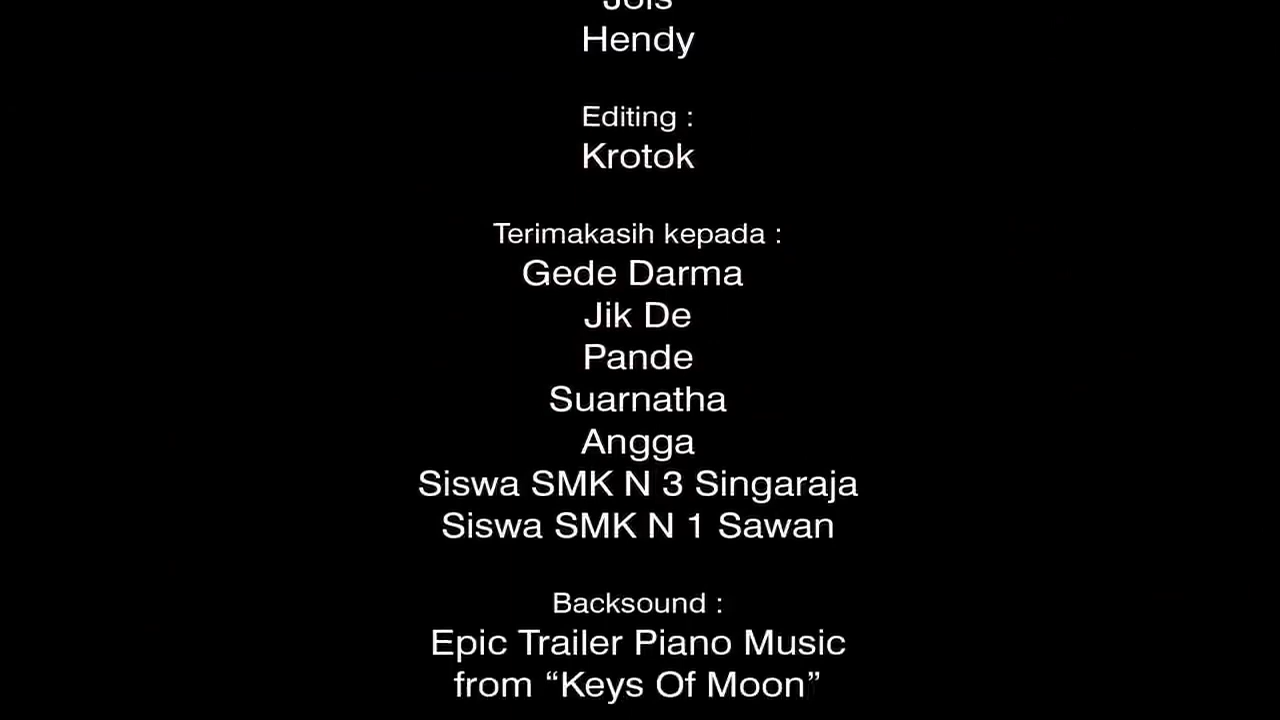 Jois
Hendy
Editing :
Krotok
Terimakasih kepada :
Gede Darma
Jik De
Pande
Suarnatha
Angga
Siswa SMK N 3 Singaraja
Siswa SMK N 1 Sawan
Backsound :
Epic Trailer Piano Music
from “Keys Of Moon”